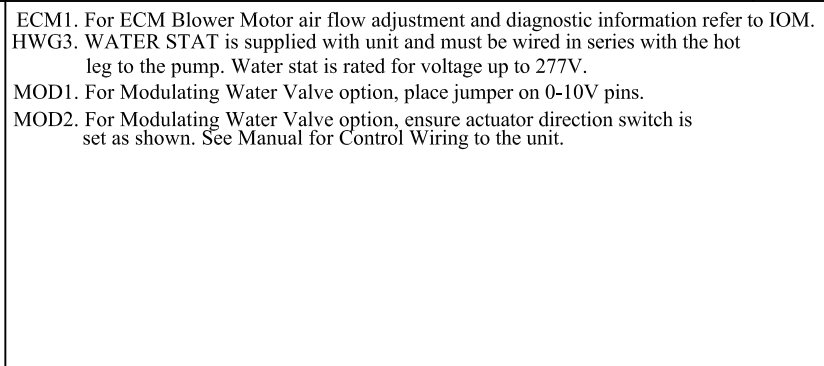 ECM1. For ECM Blower Motor air flow adjustment and diagnostic information refer to IOM.
HWG3. WATER STAT is supplied with unit and must be wired in series with the hot
leg to the pump. Water stat is rated for voltage up to 277V.
MOD1. For Modulating Water Valve option, place jumper on 0-10V pins.
MOD2. For Modulating Water Valve option, ensure actuator direction switch is
set as shown. See Manual for Control Wiring to the unit.